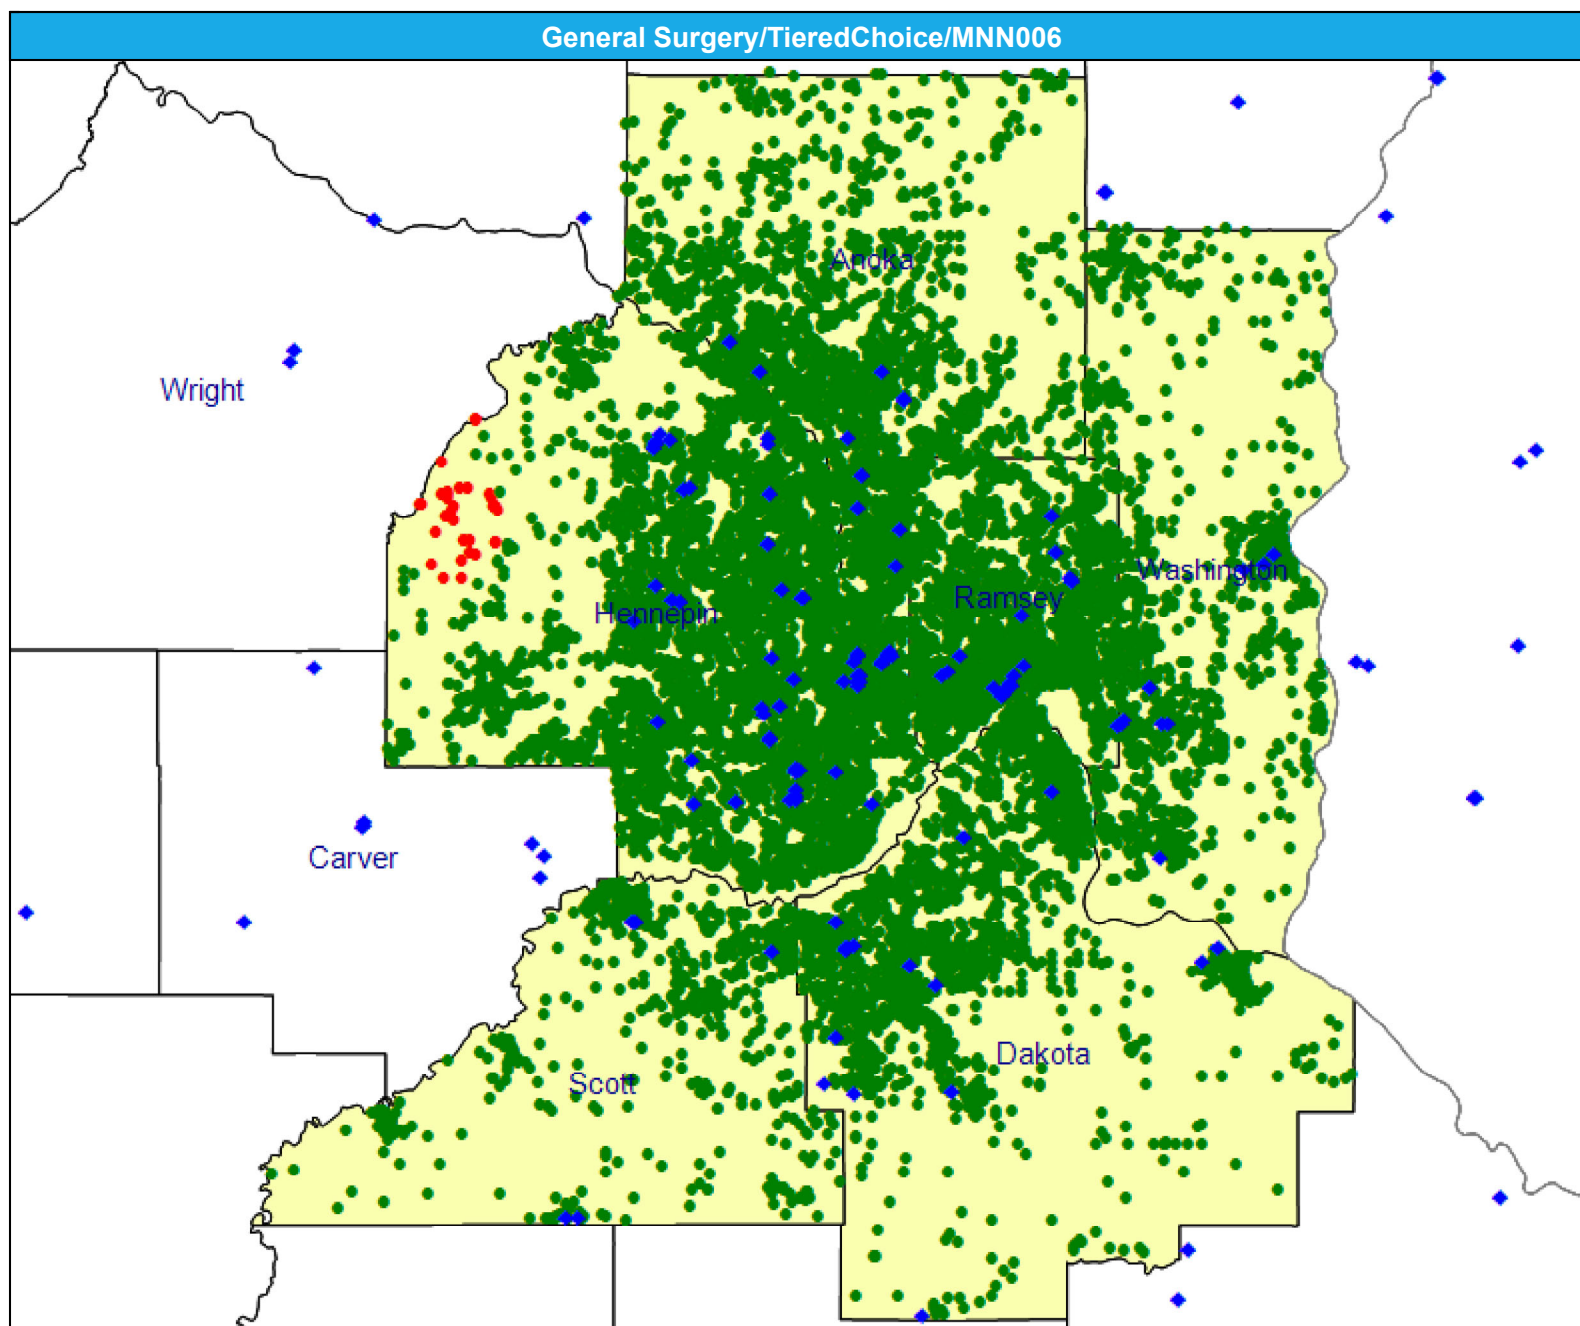 General Surgery/TieredChoice/MNN006
Anoka
Wright
Washington
Ramsey
Hennepin
Carver
Dakota
Scott